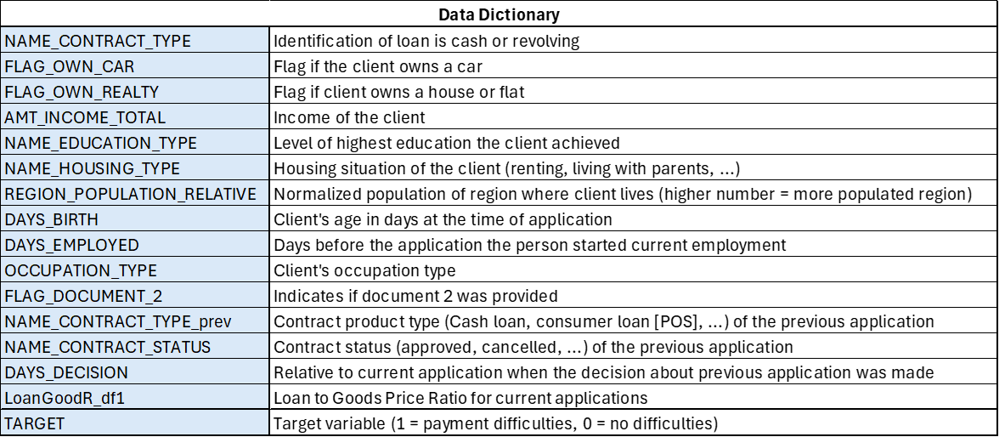 Data Dictionary
NAME_CONTRACT_TYPE Identification of loan is cash or revolving
FLAG_OWN_CAR Flag if the client owns a car
FLAG_OWN_REALTY Flag if client owns a house or flat
AMT_INCOME_TOTAL Income of the client
NAME_EDUCATION_TYPE Level of highest education the client achieved
NAME_HOUSING_TYPE Housing situation of the client (renting, living with parents, ...)
REGION_POPULATION_RELATIVE Normalized population of region where client lives (higher number = more populated region)
DAYS_BIRTH Client's age in days at the time of application
DAYS_EMPLOYED Days before the application the person started current employment
OCCUPATION_TYPE Client's occupation type
FLAG_DOCUMENT_2 Indicates if document 2 was provided
NAME_CONTRACT_TYPE_prev Contract product type (Cash loan, consumer loan [POS], ...) of the previous application
NAME_CONTRACT_STATUS Contract status (approved, cancelled, ...) of the previous application
DAYS_DECISION Relative to current application when the decision about previous application was made
LoanGoodR_df1 Loan to Goods Price Ratio for current applications
TARGET Target variable (1 = payment difficulties, 0 = no difficulties)